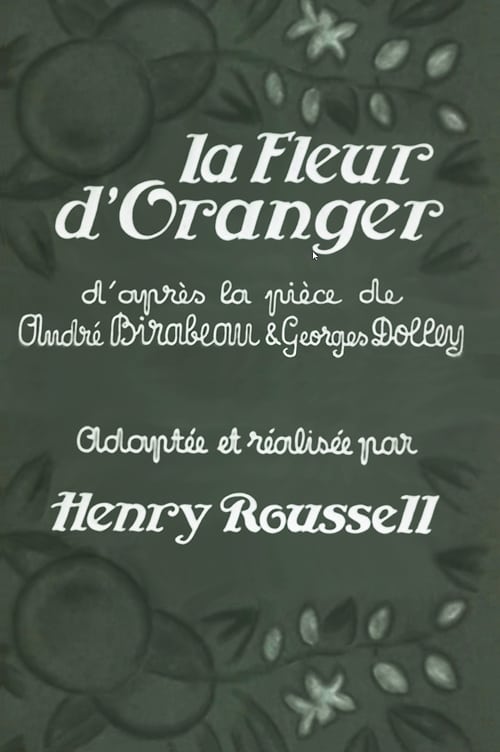 la Fleur
d'Oranger
d'après la pièce de
André Birabeau & Georges Dolley
Adaptée et réalisée par
Henry Roussell